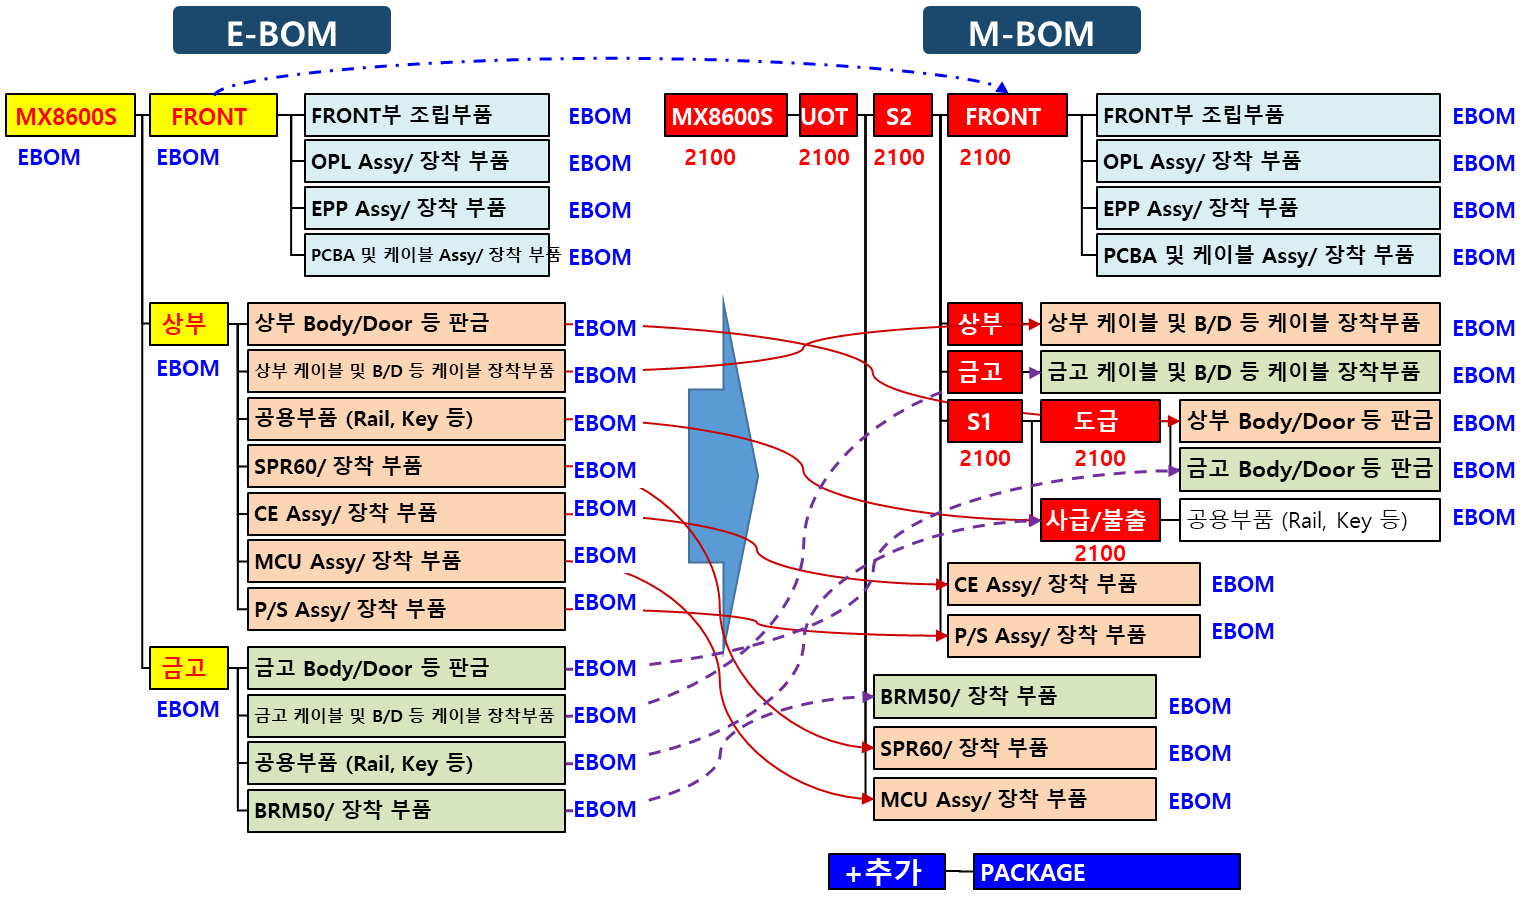 E-BOM
M-BOM
MX8600S
FRONT
FRONT부 조립부품
EBOM
EBOM
EBOM
OPL Assy/ 장착 부품
EBOM
EPP Assy/ 장착 부품
EBOM
PCBA 및 케이블 Assy/ 장착 부품
EBOM
상부
EBOM
상부 Body/Door 등 판금
EBOM
상부 케이블 및 B/D 등 케이블 장착부품
EBOM
공용부품 (Rail, Key 등)
EBOM
SPR60/ 장착 부품
EBOM
CE Assy/ 장착 부품
EBOM
MCU Assy/ 장착 부품
EBOM
P/S Assy/ 장착 부품
EBOM
금고
EBOM
금고 Body/Door 등 판금
EBOM
금고 케이블 및 B/D 등 케이블 장착부품
EBOM
공용부품 (Rail, Key 등)
EBOM
BRM50/ 장착 부품
EBOM
MX8600S
UOT
S2
FRONT
2100
2100
2100
2100
FRONT부 조립부품
EBOM
OPL Assy/ 장착 부품
EBOM
EPP Assy/ 장착 부품
EBOM
PCBA 및 케이블 Assy/ 장착 부품
EBOM
상부
상부 케이블 및 B/D 등 케이블 장착부품
EBOM
금고
금고 케이블 및 B/D 등 케이블 장착부품
EBOM
S1
2100
도급
2100
상부 Body/Door 등 판금
EBOM
금고 Body/Door 등 판금
EBOM
사급/불출
2100
공용부품 (Rail, Key 등)
EBOM
CE Assy/ 장착 부품
EBOM
P/S Assy/ 장착 부품
EBOM
BRM50/ 장착 부품
EBOM
SPR60/ 장착 부품
EBOM
MCU Assy/ 장착 부품
EBOM
+추가
PACKAGE